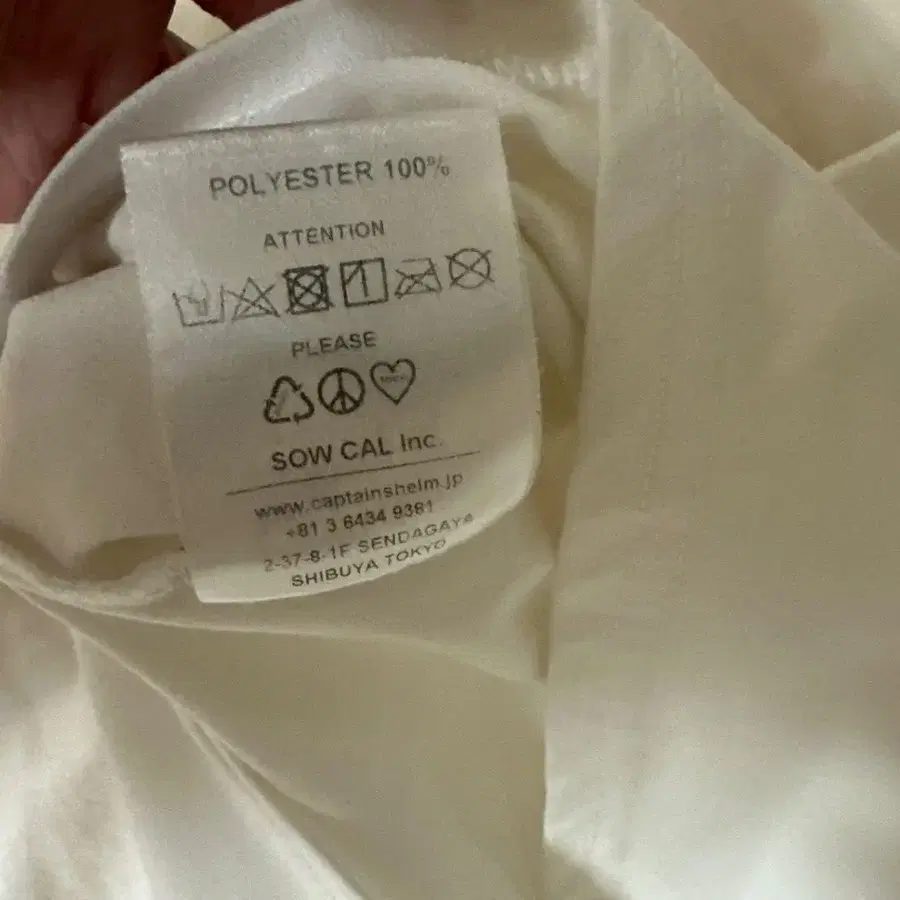 POLYESTER 100%
ATTENTION
PLEASE
SOW CAL Inc.
www.captainshelm.jp
+81 3 6434 9381
2-37-8-1F SENDAGAYA
SHIBUYA TOKYO